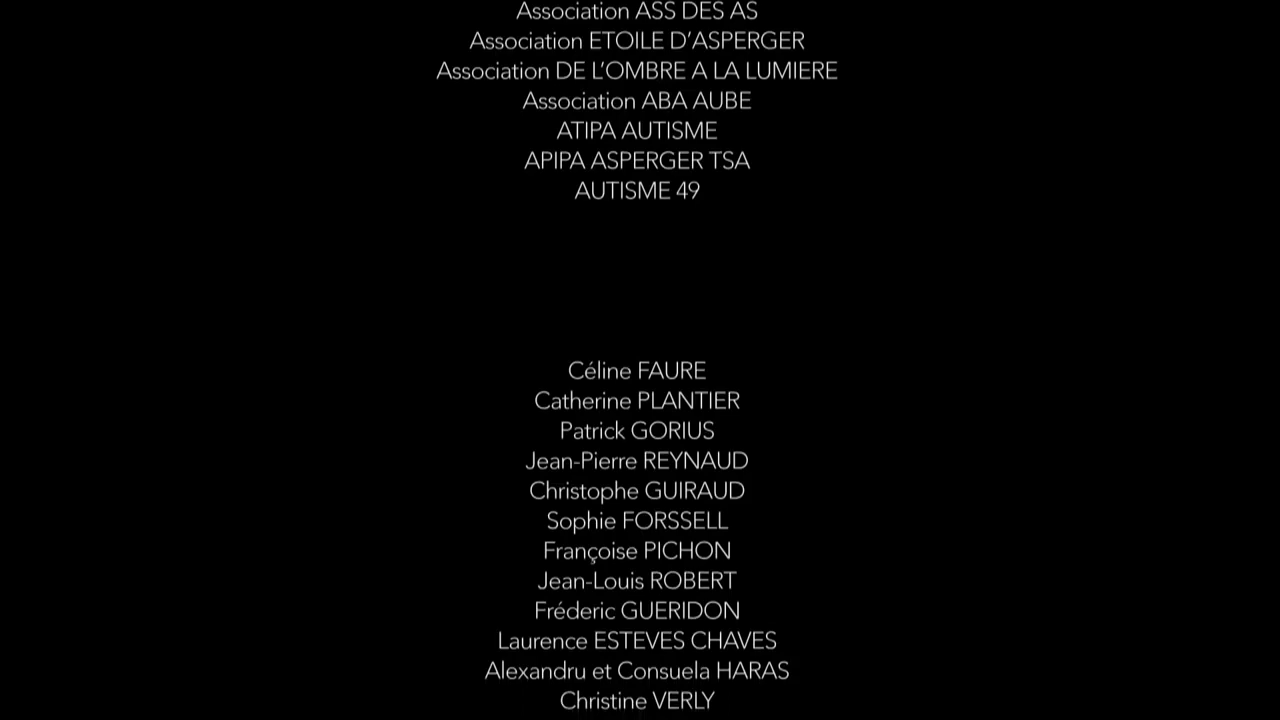 Association ASS DES AS
Association ETOILE D'ASPERGER
Association DE L'OMBRE A LA LUMIERE
Association ABA AUBE
ATIPA AUTISME
APIPA ASPERGER TSA
AUTISME 49
Céline FAURE
Catherine PLANTIER
Patrick GORIUS
Jean-Pierre REYNAUD
Christophe GUIRAUD
Sophie FORSSELL
Françoise PICHON
Jean-Louis ROBERT
Fréderic GUERIDON
Laurence ESTEVES CHAVES
Alexandru et Consuela HARAS
Christine VERLY